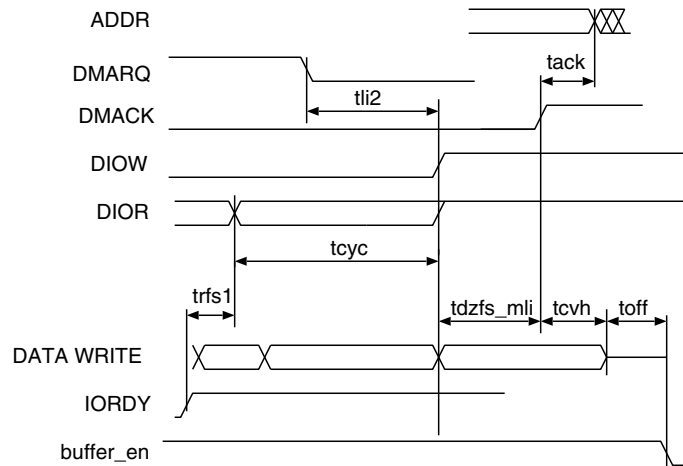 ADDR
DMARQ
tack
tli2
DMACK
DIOW
DIOR
tcyc
trfs1
tdzfs_mli
tcvh
toff
DATA WRITE
IORDY
buffer_en